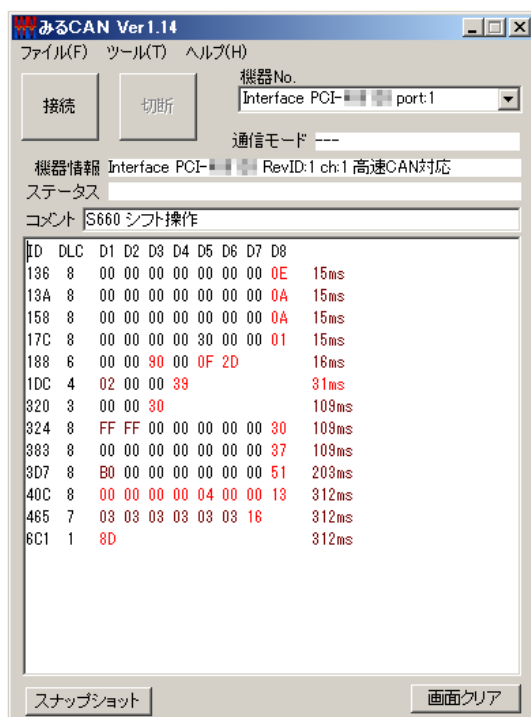 みるCAN Ver1.14
ファイル(F) ツール(T) ヘルプ(H)
機器No.
接続 切断 Interface PCI- port:1
通信モード ---
機器情報 Interface PCI- RevID:1 ch:1 高速CAN対応
ステータス
コメント S660 シフト操作
ID DLC D1 D2 D3 D4 D5 D6 D7 D8
136 8 00 00 00 00 00 00 00 0E 15ms
13A 8 00 00 00 00 00 00 00 0A 15ms
158 8 00 00 00 00 00 00 00 0A 15ms
17C 8 00 00 00 00 30 00 00 01 15ms
188 6 00 00 90 00 0F 2D 16ms
1DC 4 02 00 00 39 31ms
320 3 00 00 30 109ms
324 8 FF FF 00 00 00 00 00 30 109ms
383 8 00 00 00 00 00 00 00 37 109ms
3D7 8 B0 00 00 00 00 00 00 51 203ms
40C 8 00 00 00 00 04 00 00 13 312ms
465 7 03 03 03 03 03 03 16 312ms
6C1 1 8D 312ms
スナップショット 画面クリア